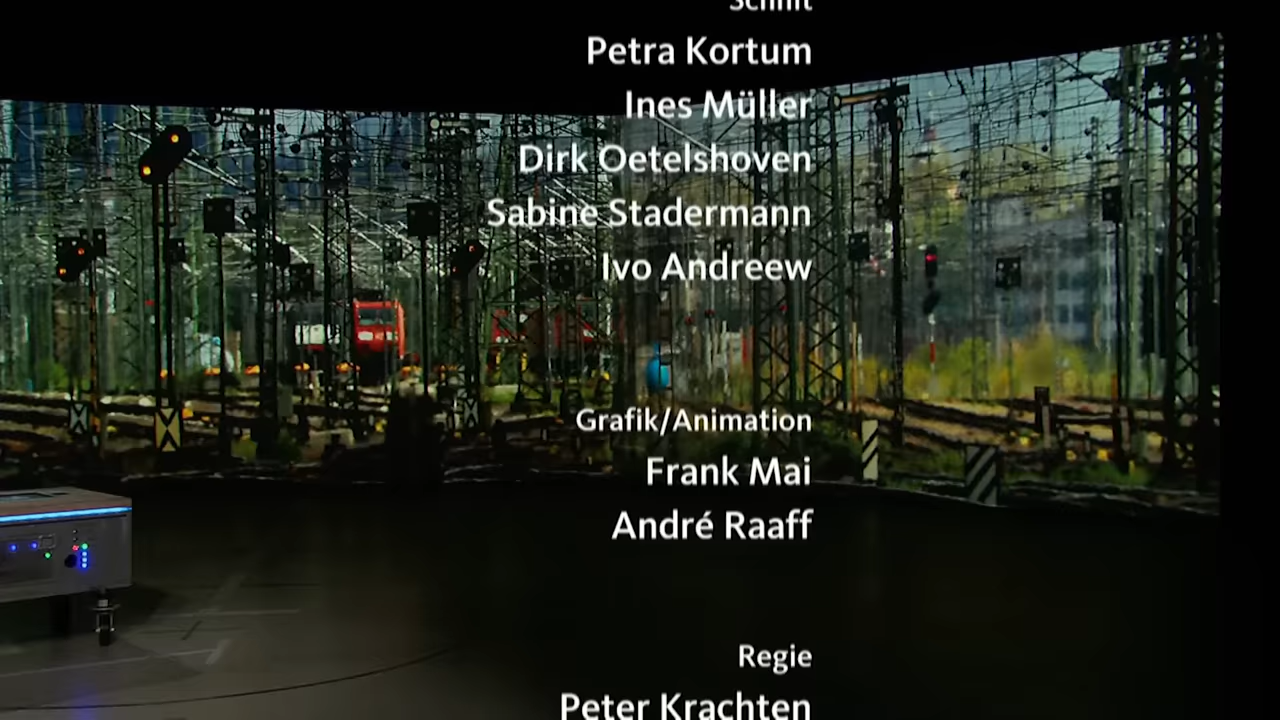 Schnitt
Petra Kortum
Ines Müller
Dirk Oetelshoven
Sabine Stadermann
Ivo Andreew
Grafik/Animation
Frank Mai
André Raaff
Regie
Peter Krachten